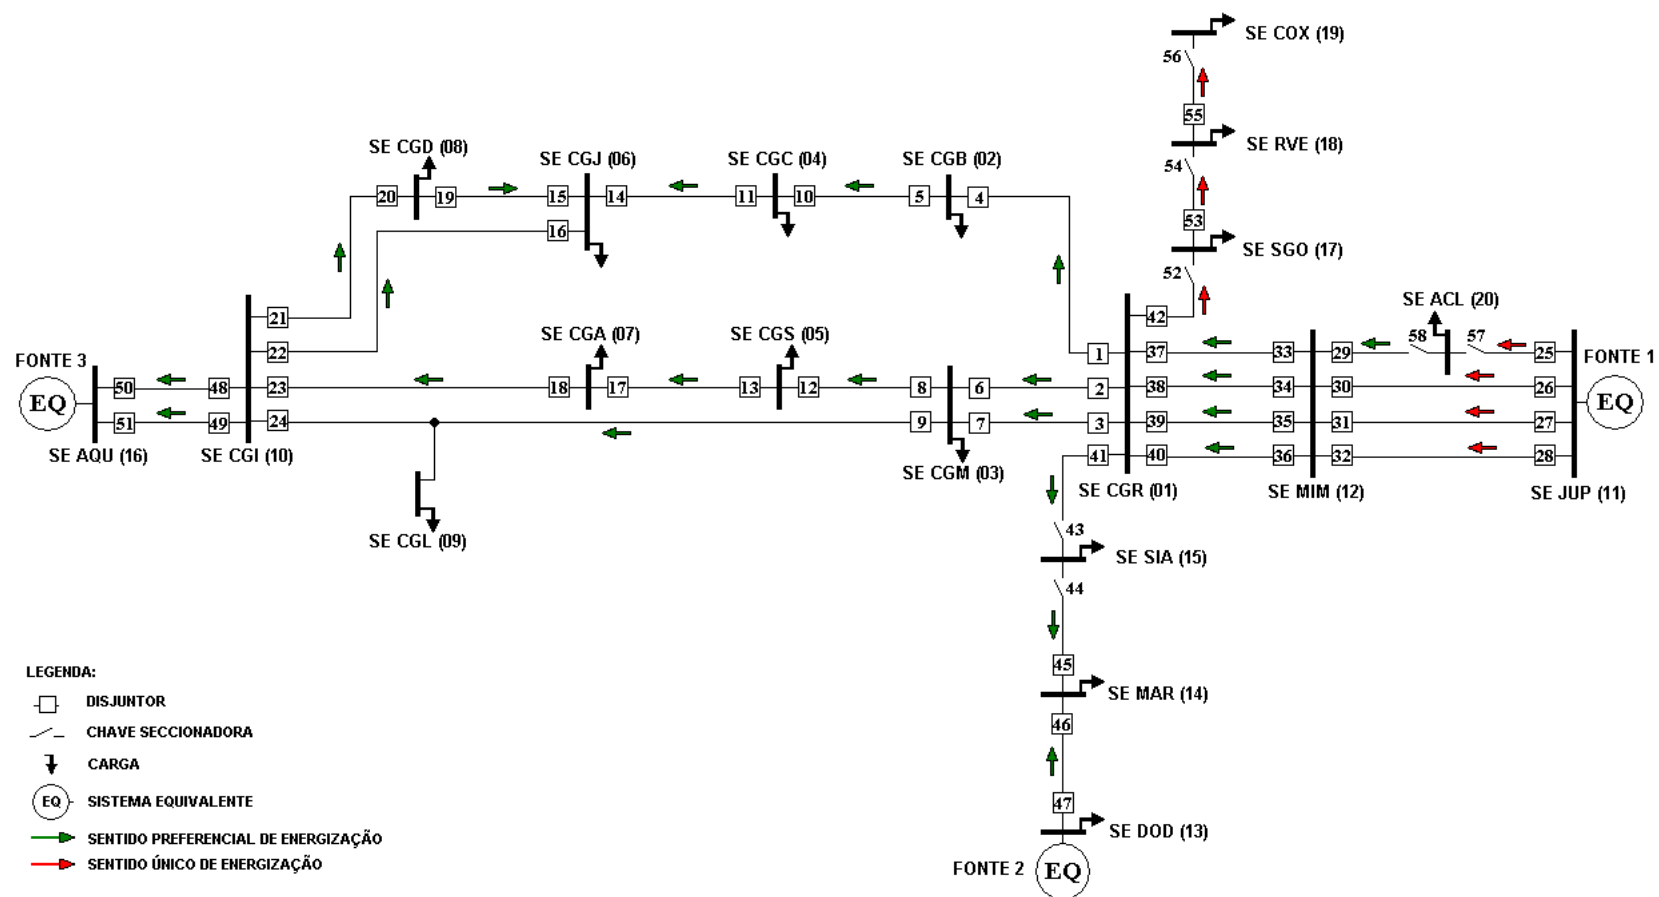 SE COX (19)
56
55
SE RVE (18)
54
53
SE SGO (17)
52
SE CGD (08)
SE CGJ (06)
SE CGC (04)
SE CGB (02)
20
19
15
14
11
10
5
4
16
21
22
42
SE ACL (20)
SE CGA (07)
SE CGS (05)
1
37
33
29
58
57
25
FONTE 3
FONTE 1
EQ
50
48
23
18
17
13
12
8
6
2
38
34
30
26
EQ
51
49
24
9
7
3
39
35
31
27
41
40
36
32
28
SE AQU (16)
SE CGI (10)
SE CGM (03)
SE CGR (01)
SE MIM (12)
SE JUP (11)
SE CGL (09)
43
SE SIA (15)
44
45
SE MAR (14)
46
47
SE DOD (13)
FONTE 2
EQ
LEGENDA:
DISJUNTOR
CHAVE SECCIONADORA
CARGA
EQ
SISTEMA EQUIVALENTE
SENTIDO PREFERENCIAL DE ENERGIZAÇÃO
SENTIDO ÚNICO DE ENERGIZAÇÃO